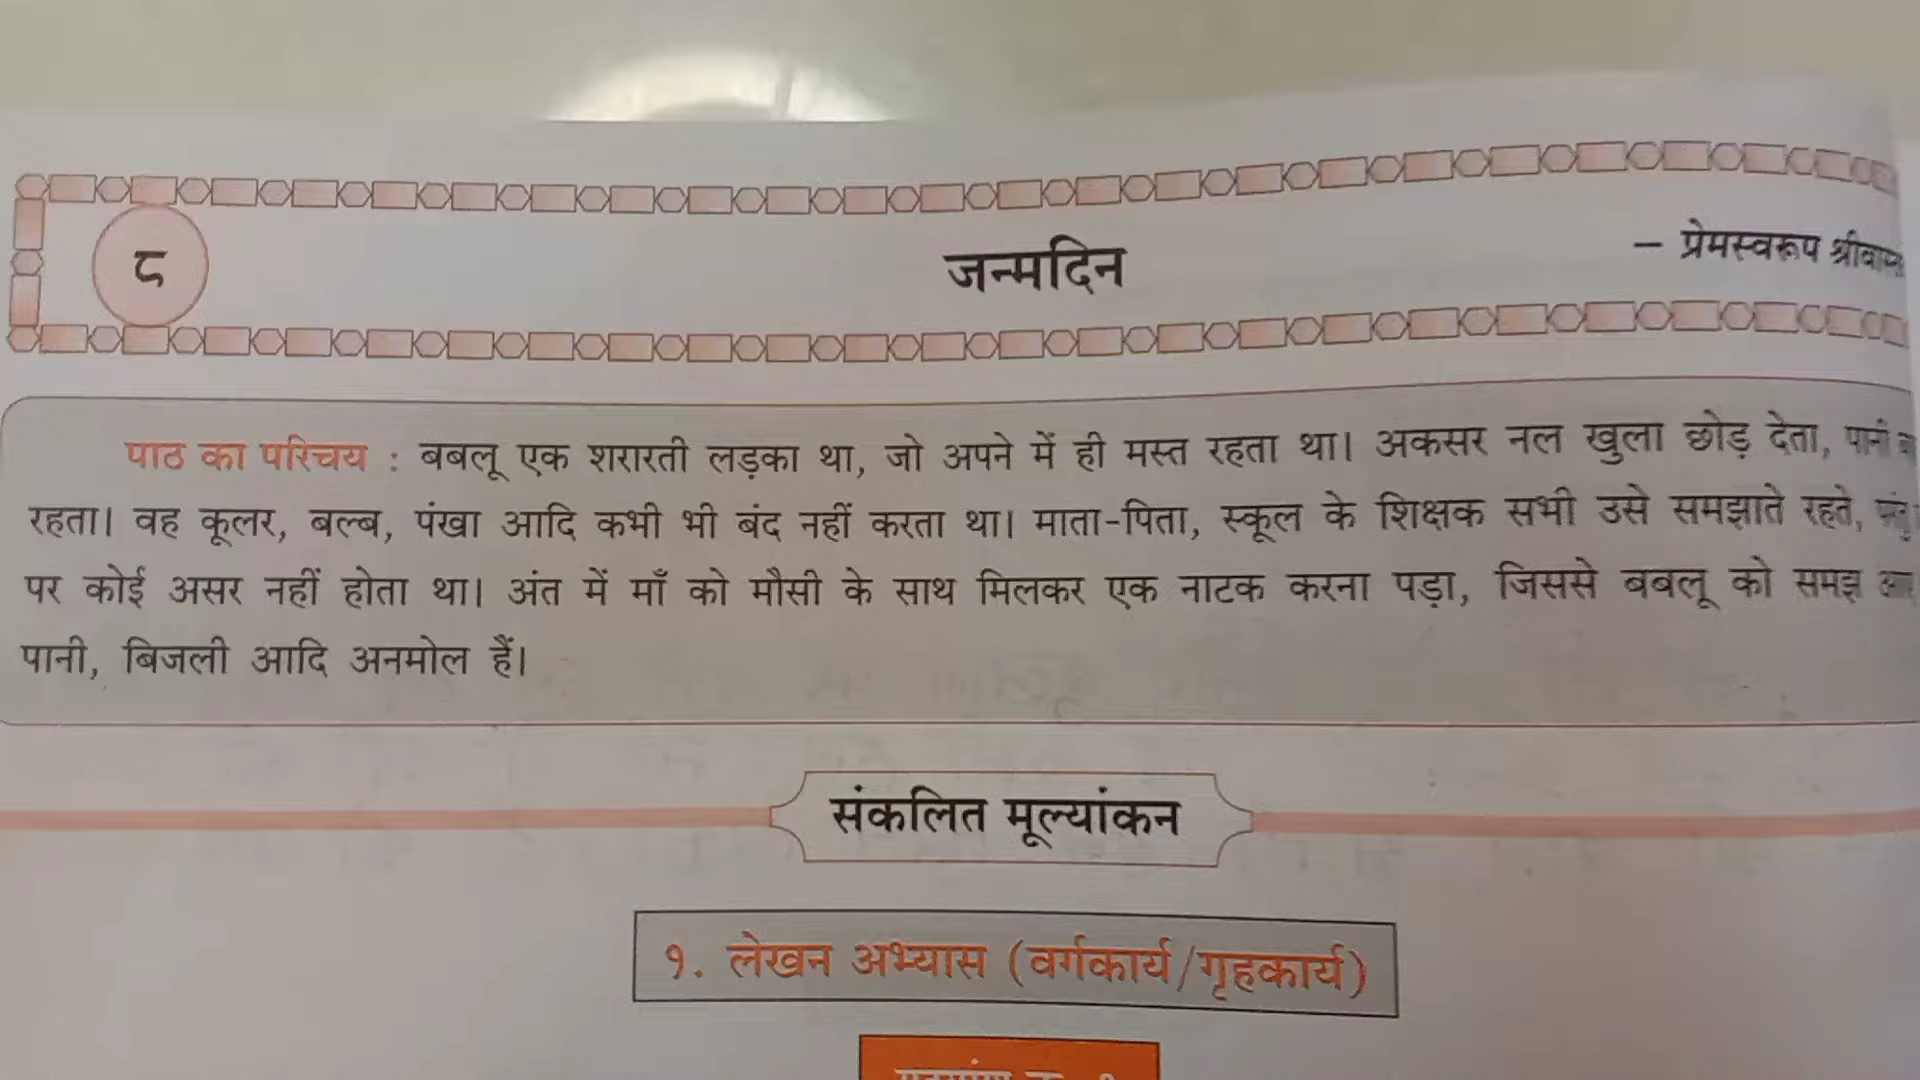 ८
जन्मदिन
– प्रेमस्वरूप
पाठ का परिचय : बबलू एक शरारती लड़का था, जो अपने में ही मस्त रहता था। अकसर नल खुला छोड़ देता, पानी
रहता। वह कूलर, बल्ब, पंखा आदि कभी भी बंद नहीं करता था। माता-पिता, स्कूल के शिक्षक सभी उसे समझाते रहते,
पर कोई असर नहीं होता था। अंत में माँ को मौसी के साथ मिलकर एक नाटक करना पड़ा, जिससे बबलू को समझ
पानी, बिजली आदि अनमोल हैं।
संकलित मूल्यांकन
१. लेखन अभ्यास (वर्गकार्य/गृहकार्य)